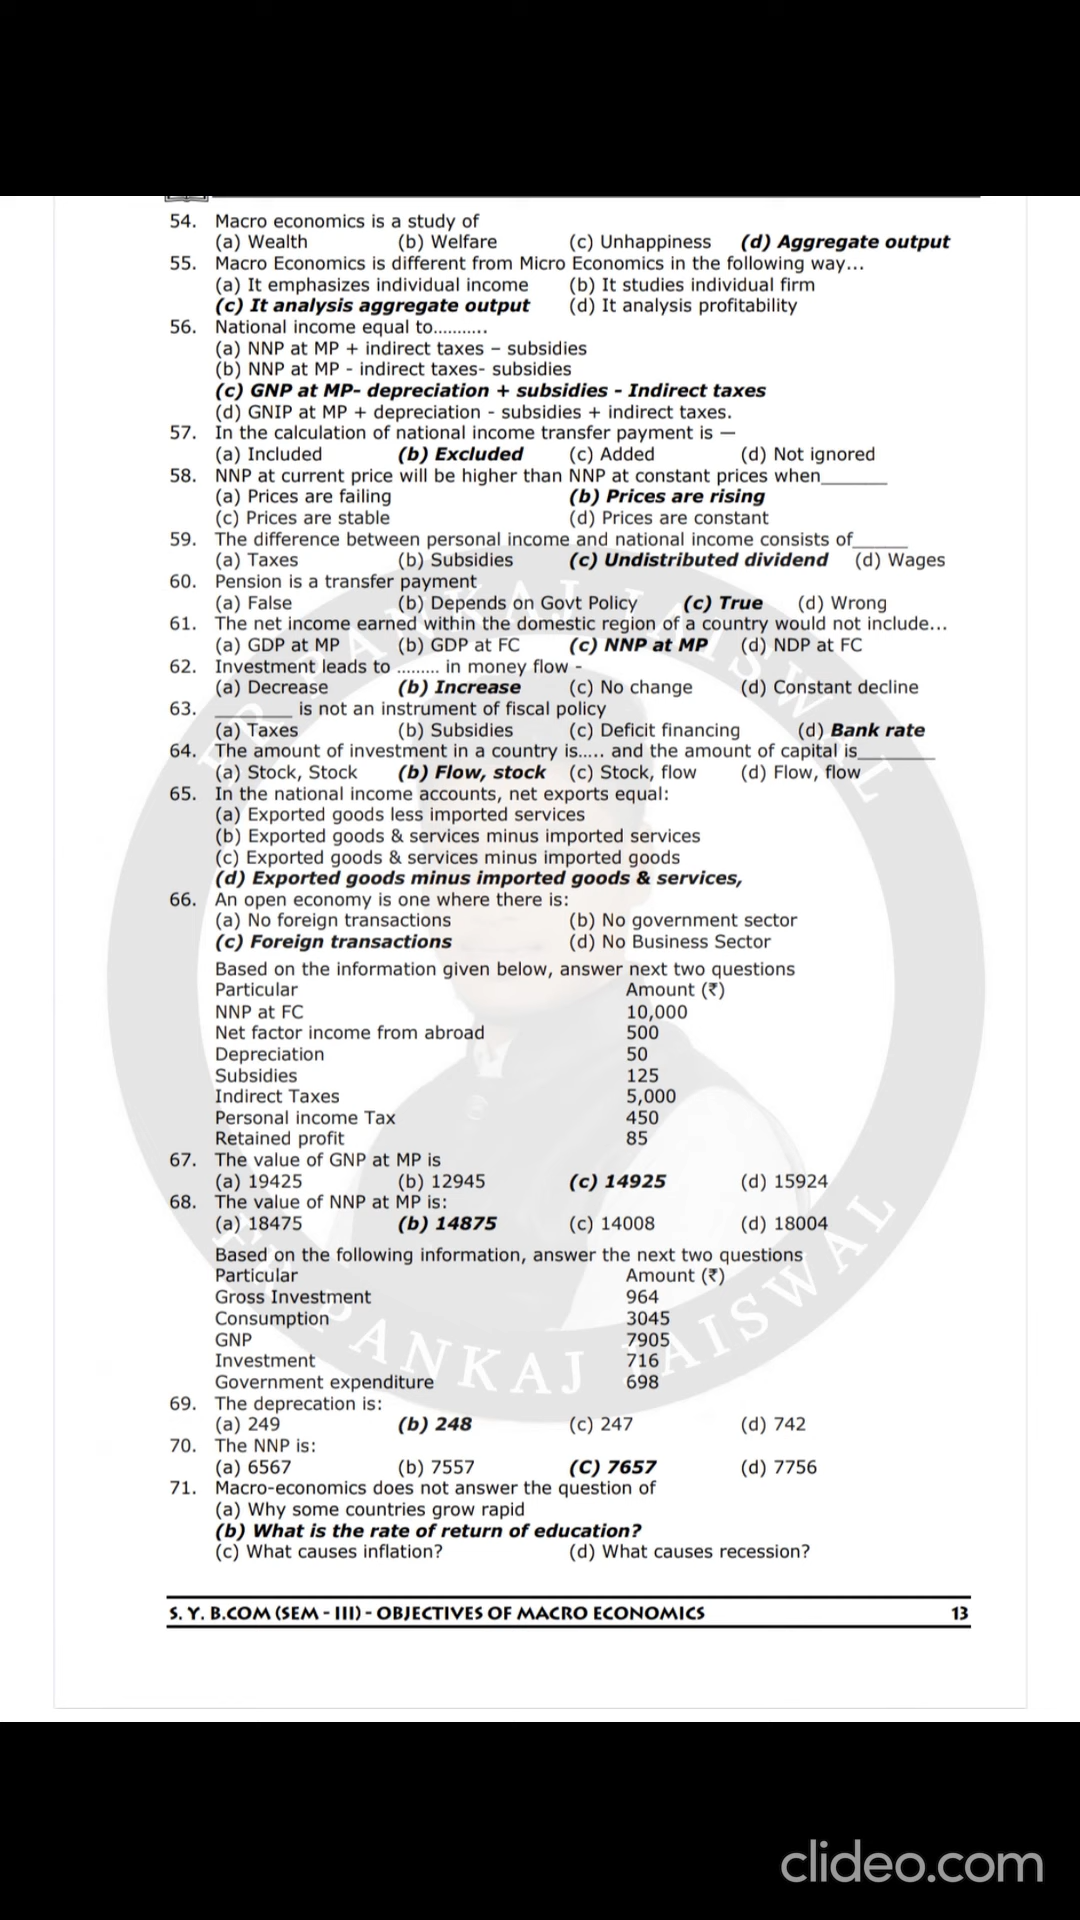 54. Macro economics is a study of
(a) Wealth (b) Welfare (c) Unhappiness (d) Aggregate output
55. Macro Economics is different from Micro Economics in the following way...
(a) It emphasizes individual income (b) It studies individual firm
(c) It analysis aggregate output (d) It analysis profitability
56. National income equal to...........
(a) NNP at MP + indirect taxes – subsidies
(b) NNP at MP - indirect taxes- subsidies
(c) GNP at MP- depreciation + subsidies - Indirect taxes
(d) GNIP at MP + depreciation - subsidies + indirect taxes.
57. In the calculation of national income transfer payment is —
(a) Included (b) Excluded (c) Added (d) Not ignored
58. NNP at current price will be higher than NNP at constant prices when_______
(a) Prices are failing (b) Prices are rising
(c) Prices are stable (d) Prices are constant
59. The difference between personal income and national income consists of______
(a) Taxes (b) Subsidies (c) Undistributed dividend (d) Wages
60. Pension is a transfer payment
(a) False (b) Depends on Govt Policy (c) True (d) Wrong
61. The net income earned within the domestic region of a country would not include...
(a) GDP at MP (b) GDP at FC (c) NNP at MP (d) NDP at FC
62. Investment leads to ......... in money flow -
(a) Decrease (b) Increase (c) No change (d) Constant decline
63. ________ is not an instrument of fiscal policy
(a) Taxes (b) Subsidies (c) Deficit financing (d) Bank rate
64. The amount of investment in a country is..... and the amount of capital is________
(a) Stock, Stock (b) Flow, stock (c) Stock, flow (d) Flow, flow
65. In the national income accounts, net exports equal:
(a) Exported goods less imported services
(b) Exported goods & services minus imported services
(c) Exported goods & services minus imported goods
(d) Exported goods minus imported goods & services,
66. An open economy is one where there is:
(a) No foreign transactions (b) No government sector
(c) Foreign transactions (d) No Business Sector
Based on the information given below, answer next two questions
Particular Amount (₹)
NNP at FC 10,000
Net factor income from abroad 500
Depreciation 50
Subsidies 125
Indirect Taxes 5,000
Personal income Tax 450
Retained profit 85
67. The value of GNP at MP is
(a) 19425 (b) 12945 (c) 14925 (d) 15924
68. The value of NNP at MP is:
(a) 18475 (b) 14875 (c) 14008 (d) 18004
Based on the following information, answer the next two questions
Particular Amount (₹)
Gross Investment 964
Consumption 3045
GNP 7905
Investment 716
Government expenditure 698
69. The deprecation is:
(a) 249 (b) 248 (c) 247 (d) 742
70. The NNP is:
(a) 6567 (b) 7557 (C) 7657 (d) 7756
71. Macro-economics does not answer the question of
(a) Why some countries grow rapid
(b) What is the rate of return of education?
(c) What causes inflation? (d) What causes recession?
S. Y. B.COM (SEM - III) - OBJECTIVES OF MACRO ECONOMICS 13
ER PANKAJ JAISWAL
ER PANKAJ JAISWAL
clideo.com